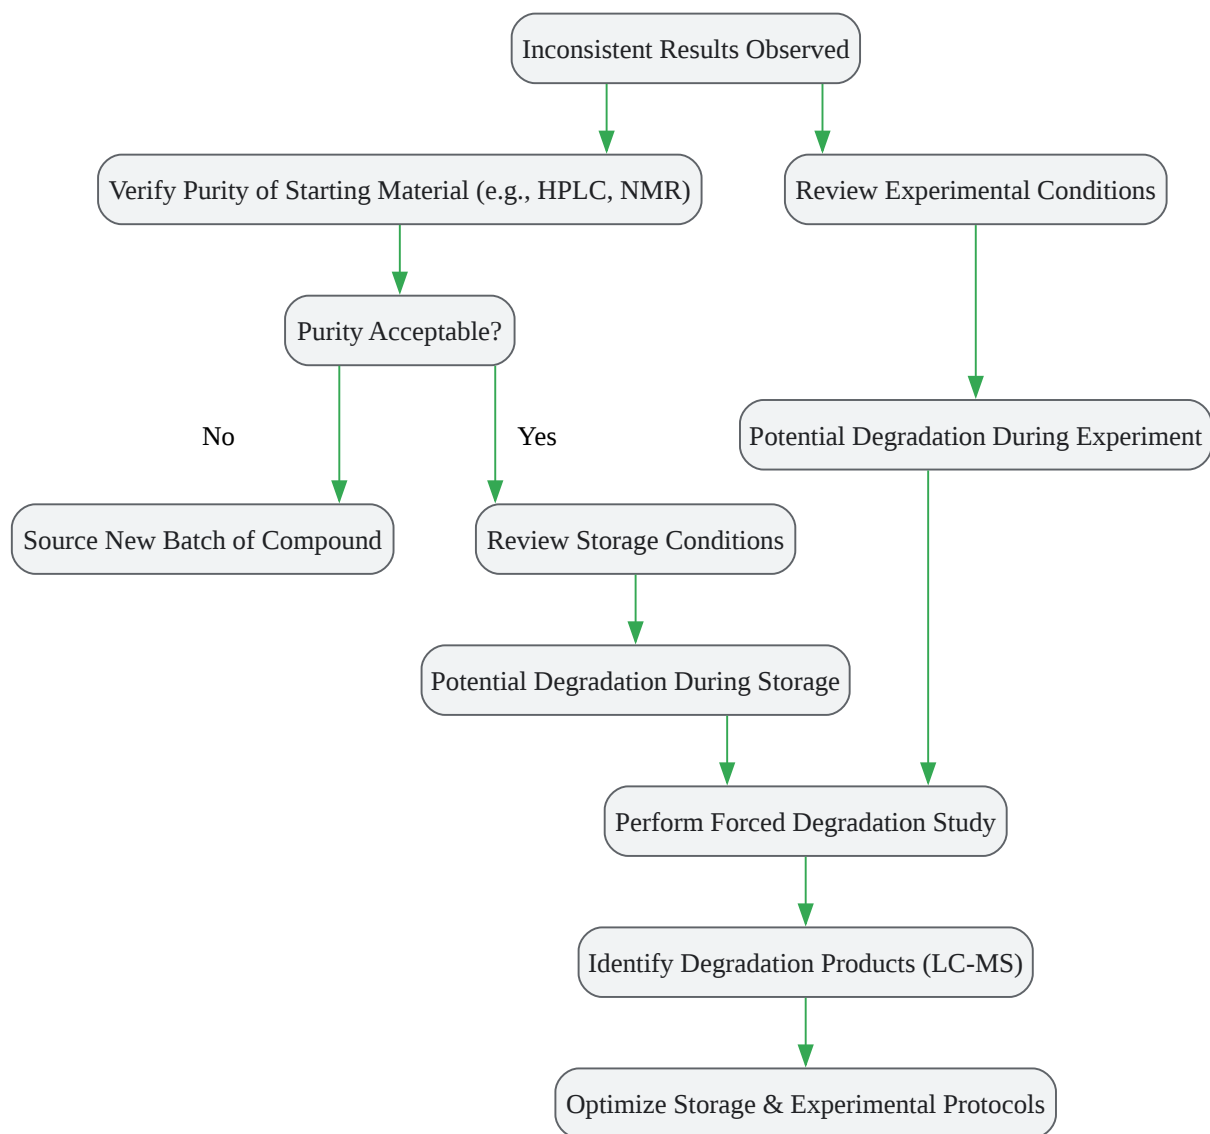 Inconsistent Results Observed
Verify Purity of Starting Material (e.g., HPLC, NMR)
Review Experimental Conditions
Purity Acceptable?
No
Yes
Potential Degradation During Experiment
Source New Batch of Compound
Review Storage Conditions
Potential Degradation During Storage
Perform Forced Degradation Study
Identify Degradation Products (LC-MS)
Optimize Storage & Experimental Protocols